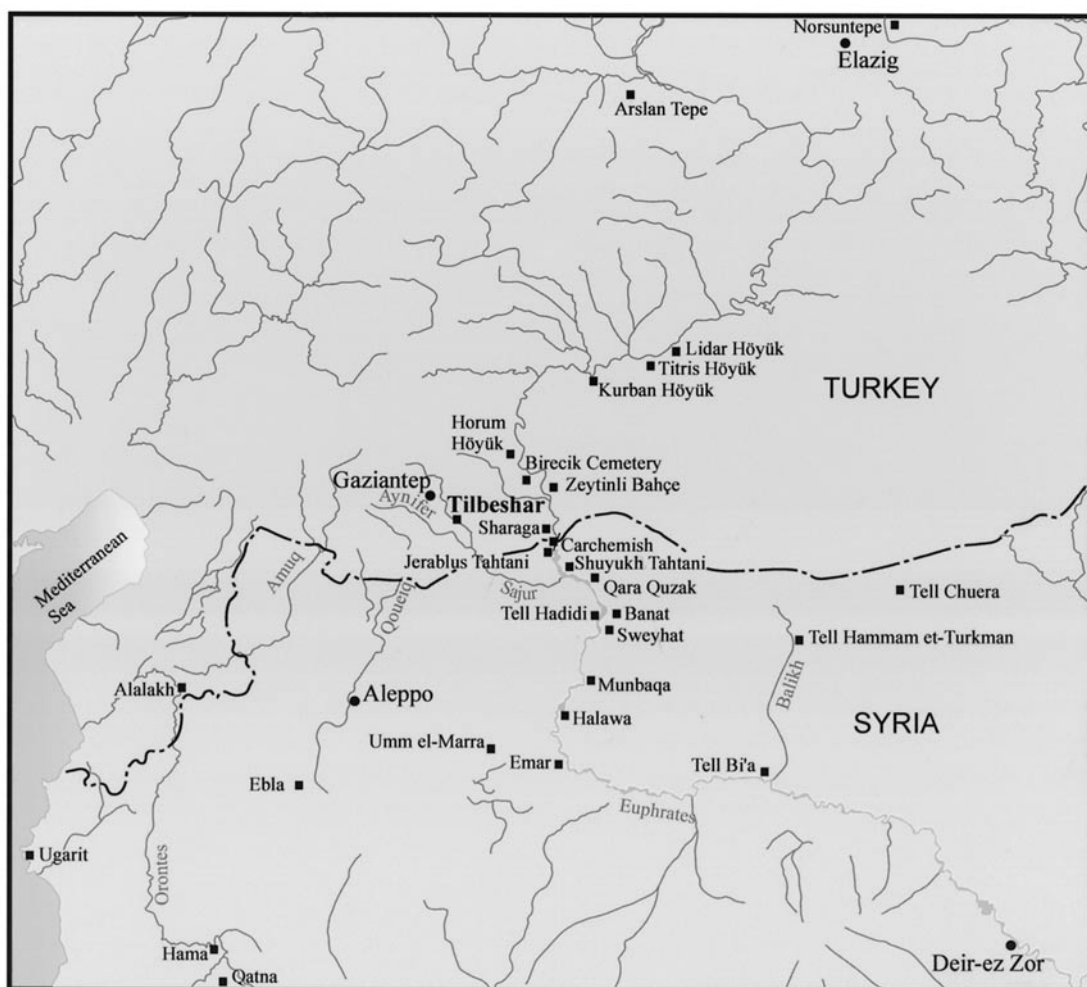 Norsuntepe
Elazig
Arslan Tepe
Lidar Höyük
Titris Höyük
Kurban Höyük
TURKEY
Horum
Höyük
Birecik Cemetery
Gaziantep
Zeytinli Bahçe
Aynifer
Tilbeshar
Sharaga
Carchemish
Jerablus Tahtani
Shuyukh Tahtani
Mediterranean
Sea
Amuq
Qoueiq
Sajur
Qara Quzak
Tell Chuera
Tell Hadidi
Banat
Sweyhat
Tell Hammam et-Turkman
Balikh
Alalakh
Aleppo
Munbaqa
Halawa
SYRIA
Umm el-Marra
Emar
Tell Bi'a
Ebla
Euphrates
Ugarit
Orontes
Hama
Qatna
Deir-ez Zor